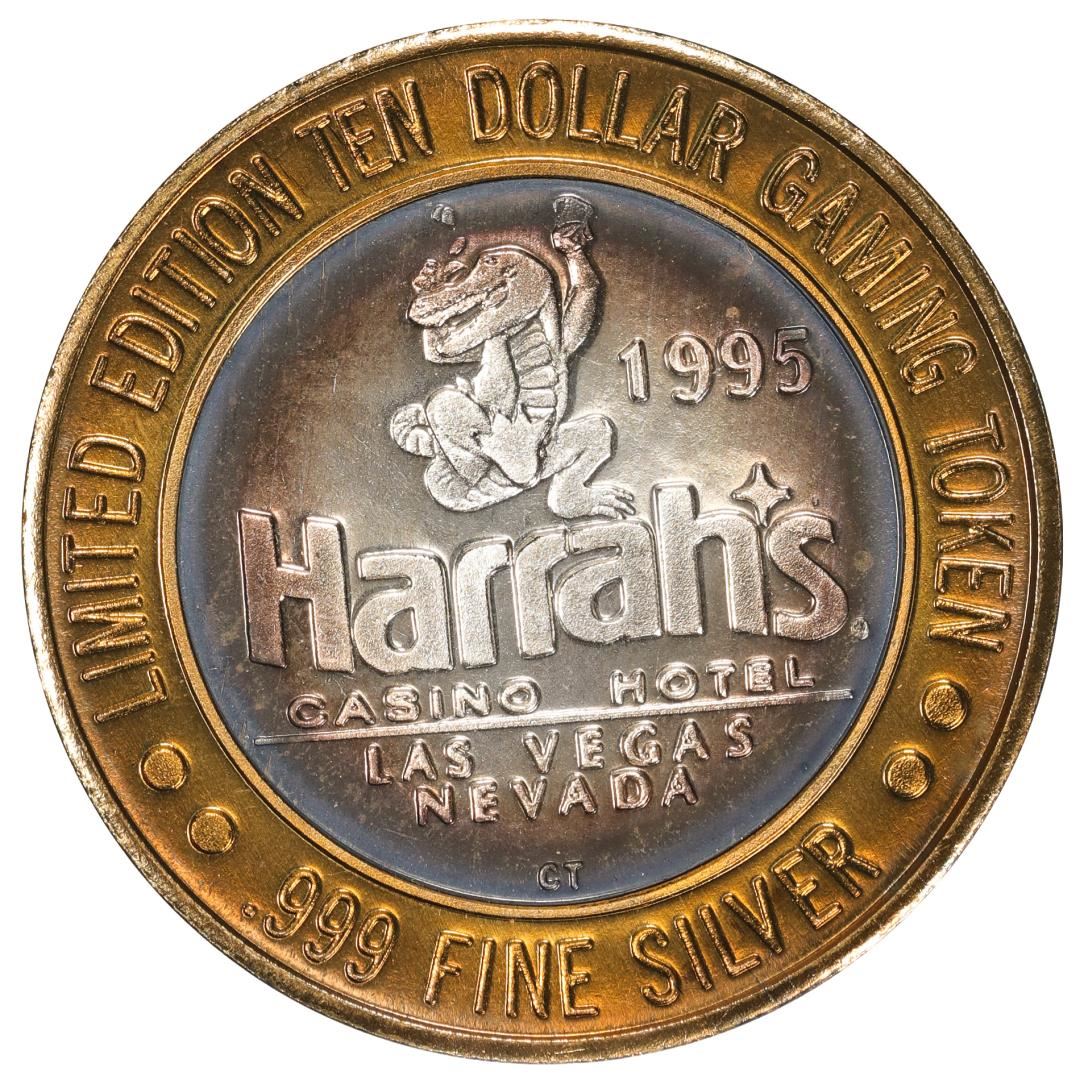 LIMITED EDITION TEN DOLLAR GAMING TOKEN
1995
Harrah's
CASINO HOTEL
LAS VEGAS
NEVADA
CT
.999 FINE SILVER